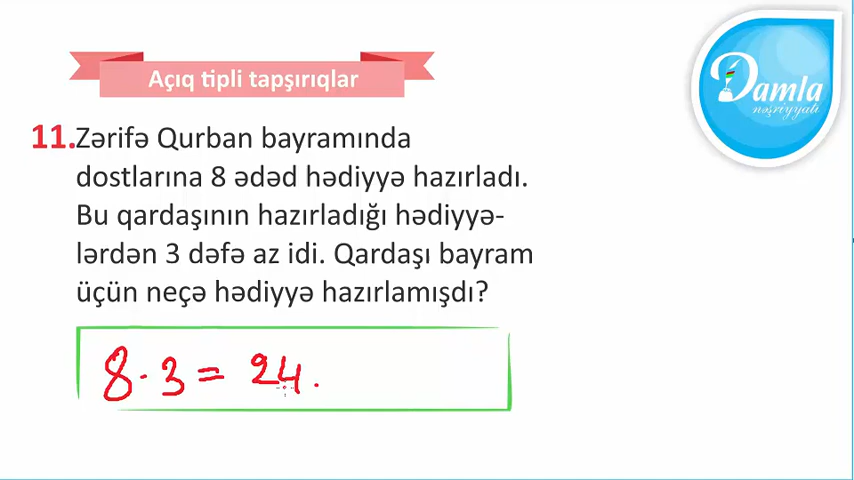 Açıq tipli tapşırıqlar
Damla
nəşriyyatı
11.Zərifə Qurban bayramında
dostlarına 8 ədəd hədiyyə hazırladı.
Bu qardaşının hazırladığı hədiyyə-
lərdən 3 dəfə az idi. Qardaşı bayram
üçün neçə hədiyyə hazırlamışdı?
8 · 3 = 24.